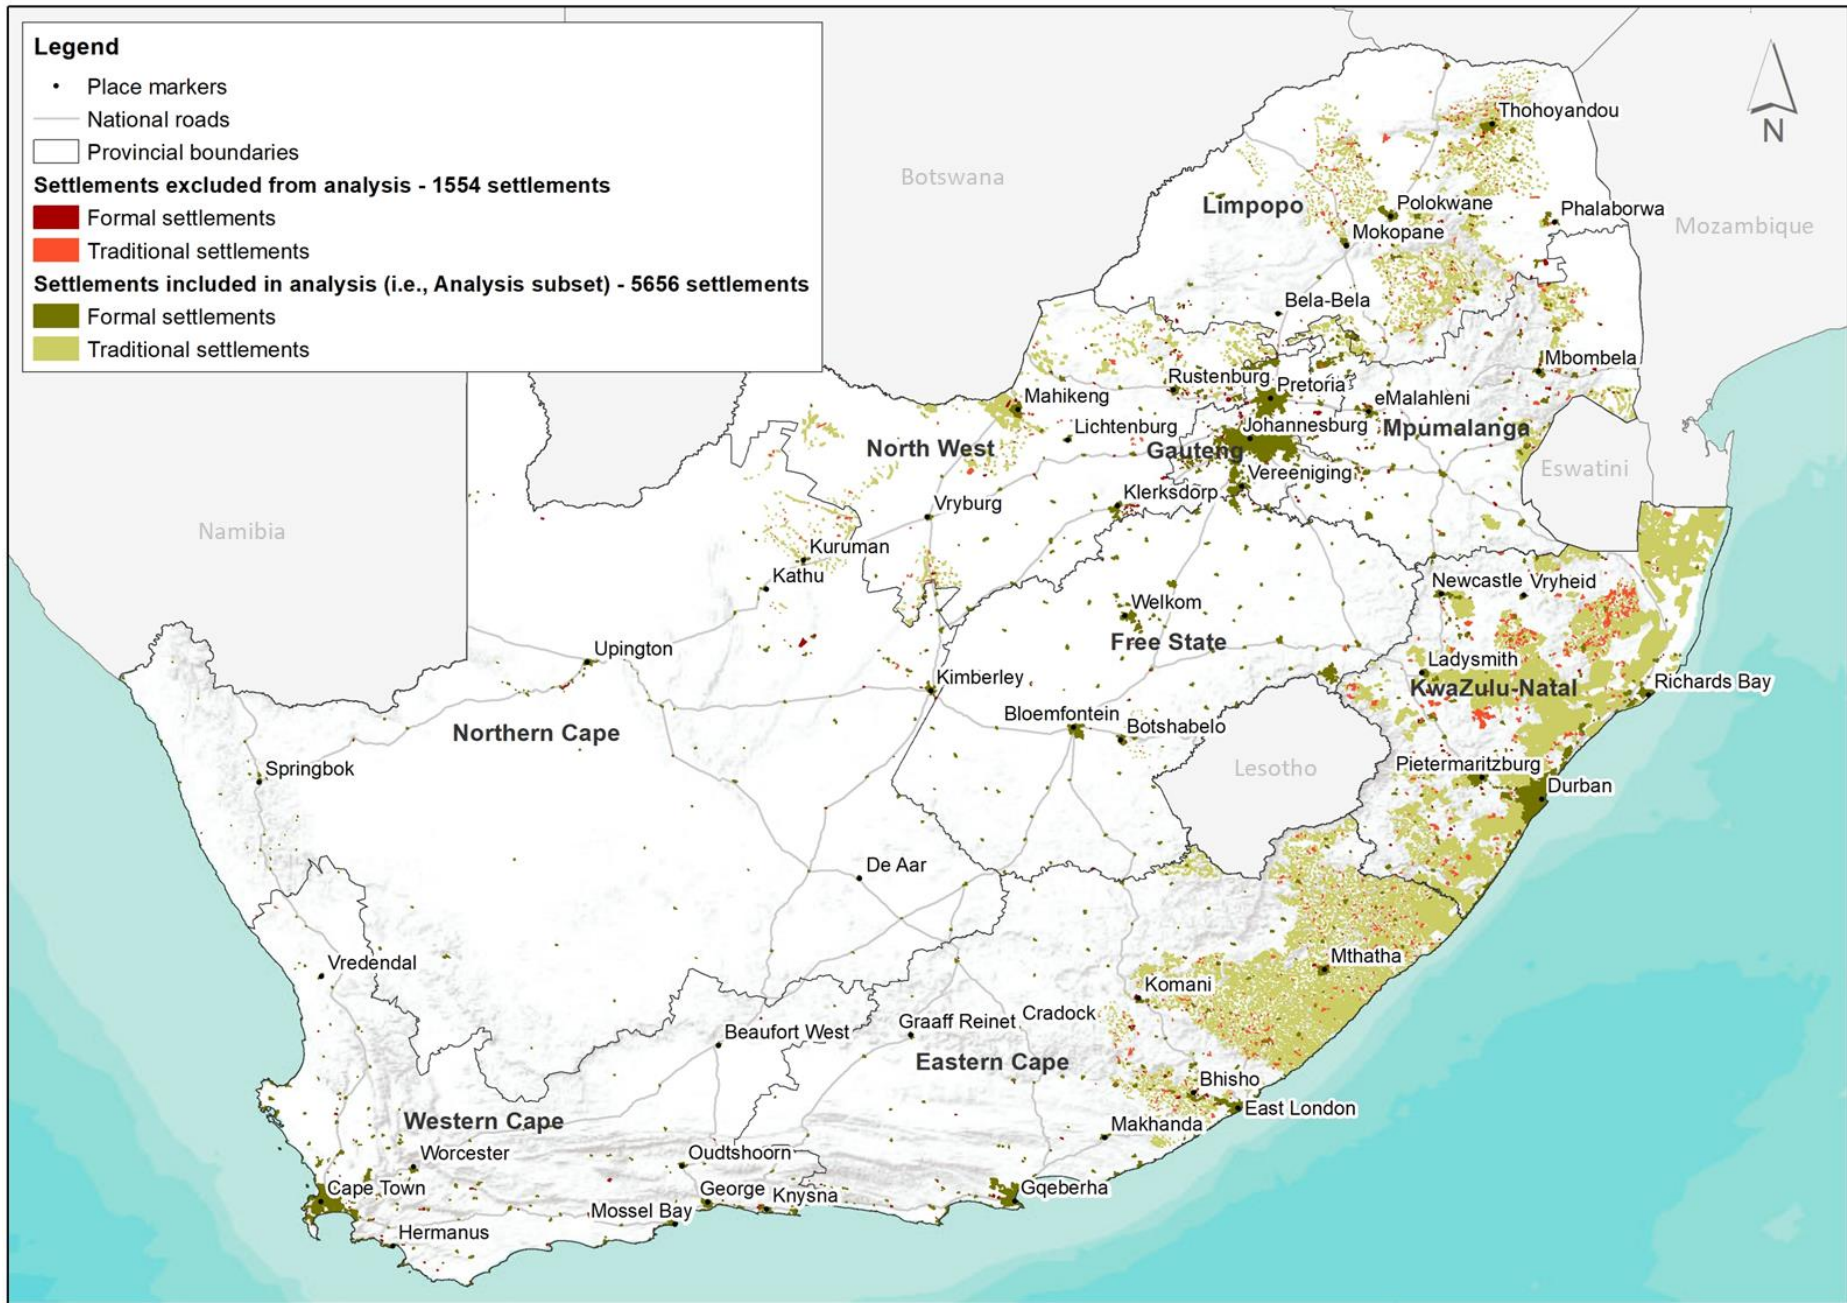 Legend
Place markers
National roads
Provincial boundaries
Settlements excluded from analysis - 1554 settlements
Formal settlements
Traditional settlements
Settlements included in analysis (i.e., Analysis subset) - 5656 settlements
Formal settlements
Traditional settlements
N
Botswana
Namibia
Mozambique
Eswatini
Lesotho
Thohoyandou
Limpopo
Polokwane
Phalaborwa
Mokopane
Bela-Bela
Mbombela
Rustenburg
Pretoria
eMalahleni
Mahikeng
Lichtenburg
Johannesburg
Mpumalanga
North West
Gauteng
Vereeniging
Klerksdorp
Vryburg
Kuruman
Kathu
Newcastle
Vryheid
Welkom
Free State
Upington
Ladysmith
KwaZulu-Natal
Richards Bay
Kimberley
Bloemfontein
Botshabelo
Northern Cape
Springbok
Pietermaritzburg
Durban
De Aar
Vredendal
Mthatha
Komani
Cradock
Graaff Reinet
Beaufort West
Eastern Cape
Bhisho
East London
Makhanda
Western Cape
Worcester
Oudtshoorn
Cape Town
George
Knysna
Gqeberha
Mossel Bay
Hermanus